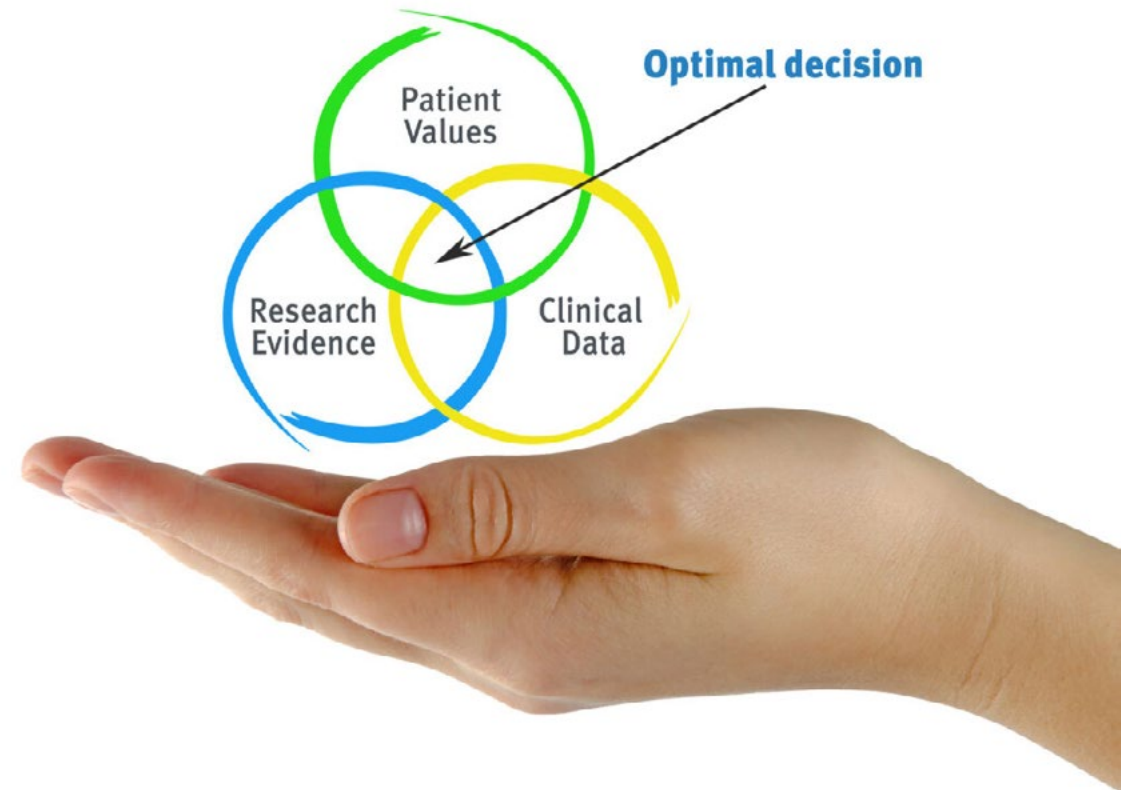 Optimal decision
Patient
Values
Research
Evidence
Clinical
Data